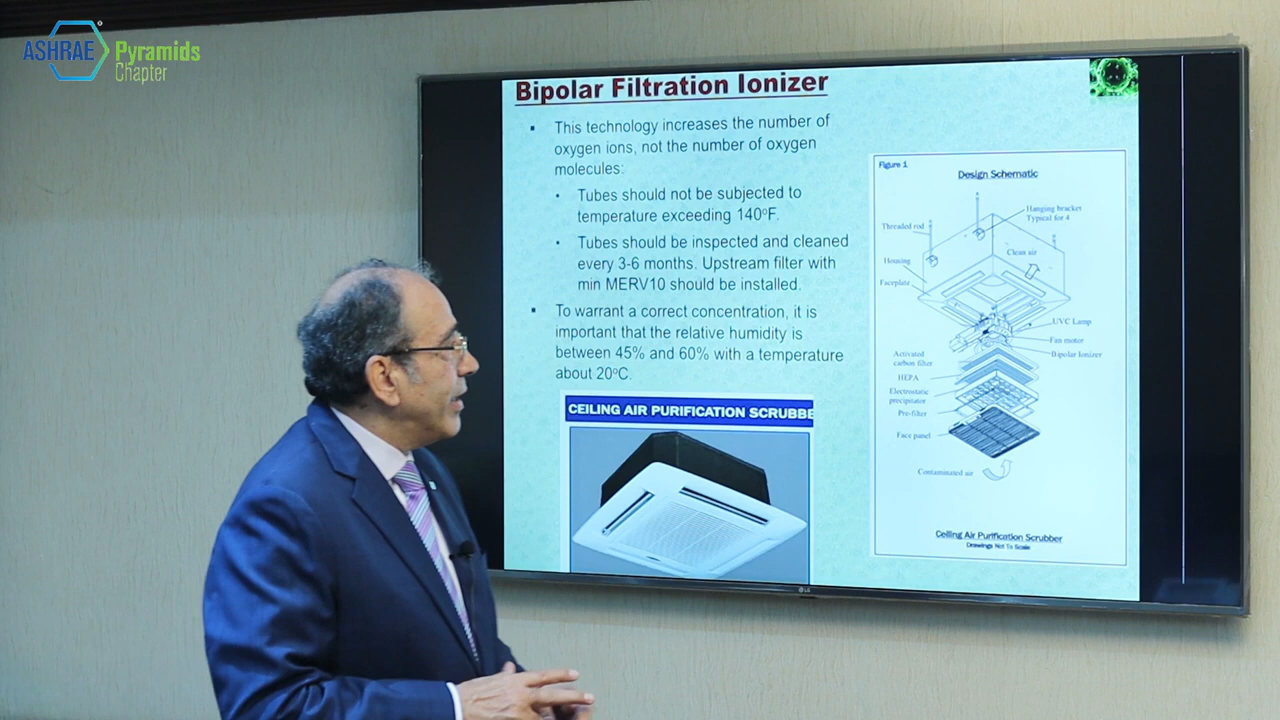 ASHRAE Pyramids
Chapter
Bipolar Filtration Ionizer
▪ This technology increases the number of
oxygen ions, not the number of oxygen
molecules:
• Tubes should not be subjected to
temperature exceeding 140ºF.
• Tubes should be inspected and cleaned
every 3-6 months. Upstream filter with
min MERV10 should be installed.
▪ To warrant a correct concentration, it is
important that the relative humidity is
between 45% and 60% with a temperature
about 20ºC.
CEILING AIR PURIFICATION SCRUBBE
Figure 1
Design Schematic
Hanging bracket
Typical for 4
Threaded rod
Clean air
Housing
Faceplate
UVC Lamp
Fan motor
Bipolar Ionizer
Activated
carbon filter
HEPA
Electrostatic
precipitator
Pre-filter
Face panel
Contaminated air
Ceiling Air Purification Scrubber
Drawings Not To Scale
LG